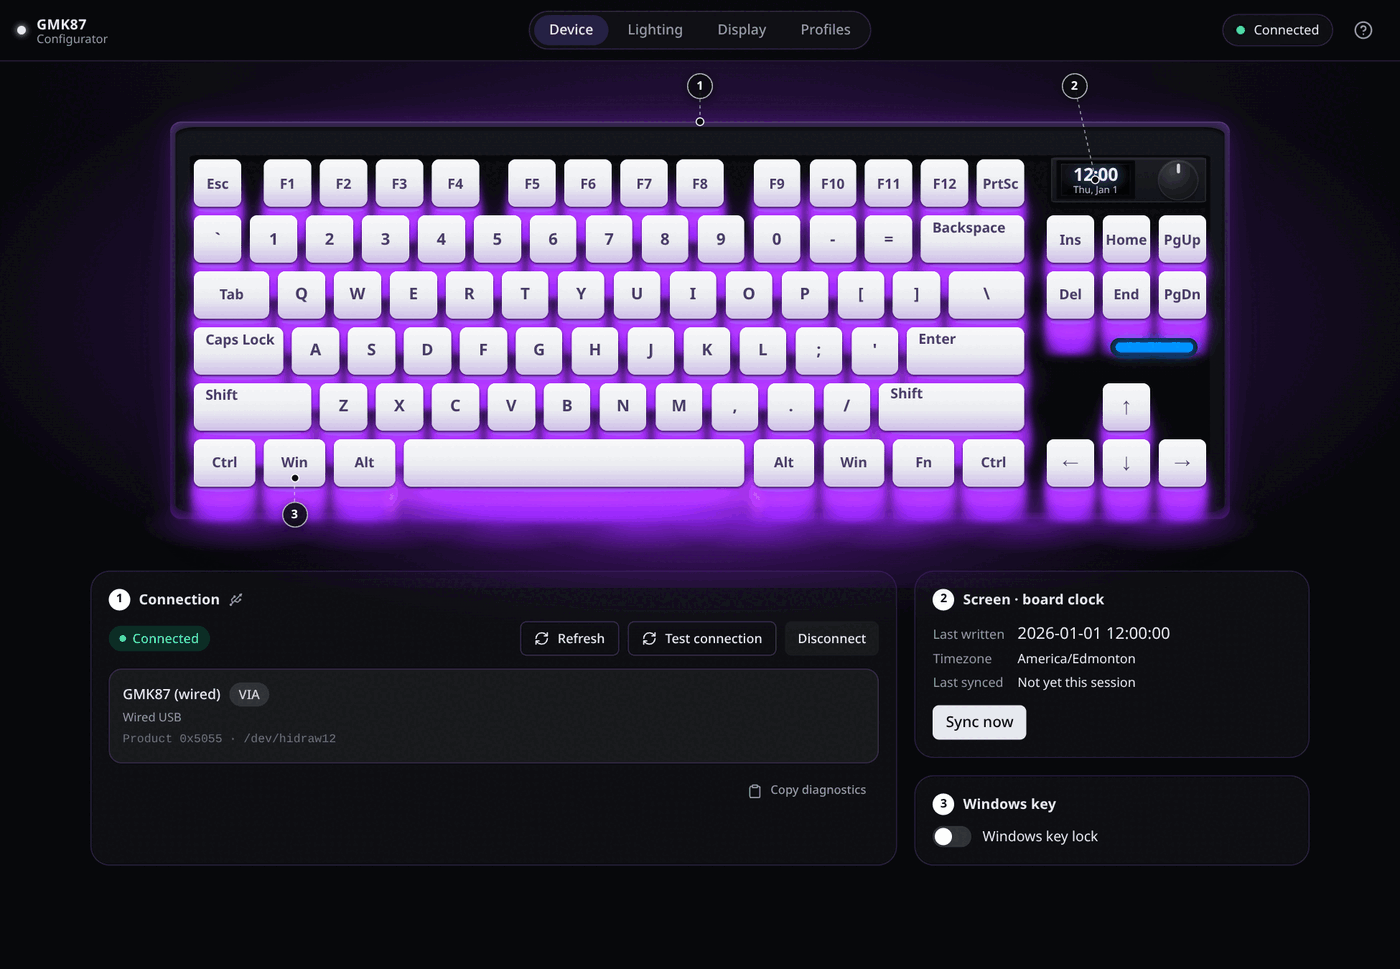 GMK87
Configurator
Device
Lighting
Display
Profiles
Connected
?
1
2
Esc F1 F2 F3 F4 F5 F6 F7 F8 F9 F10 F11 F12 PrtSc
12:00
Thu, Jan 1
` 1 2 3 4 5 6 7 8 9 0 - = Backspace Ins Home PgUp
Tab Q W E R T Y U I O P [ ] \ Del End PgDn
Caps Lock A S D F G H J K L ; ' Enter
Shift Z X C V B N M , . / Shift ↑
Ctrl Win Alt Alt Win Fn Ctrl ← ↓ →
3
1 Connection
Connected
Refresh
Test connection
Disconnect
GMK87 (wired) VIA
Wired USB
Product 0x5055 · /dev/hidraw12
Copy diagnostics
2 Screen · board clock
Last written 2026-01-01 12:00:00
Timezone America/Edmonton
Last synced Not yet this session
Sync now
3 Windows key
Windows key lock